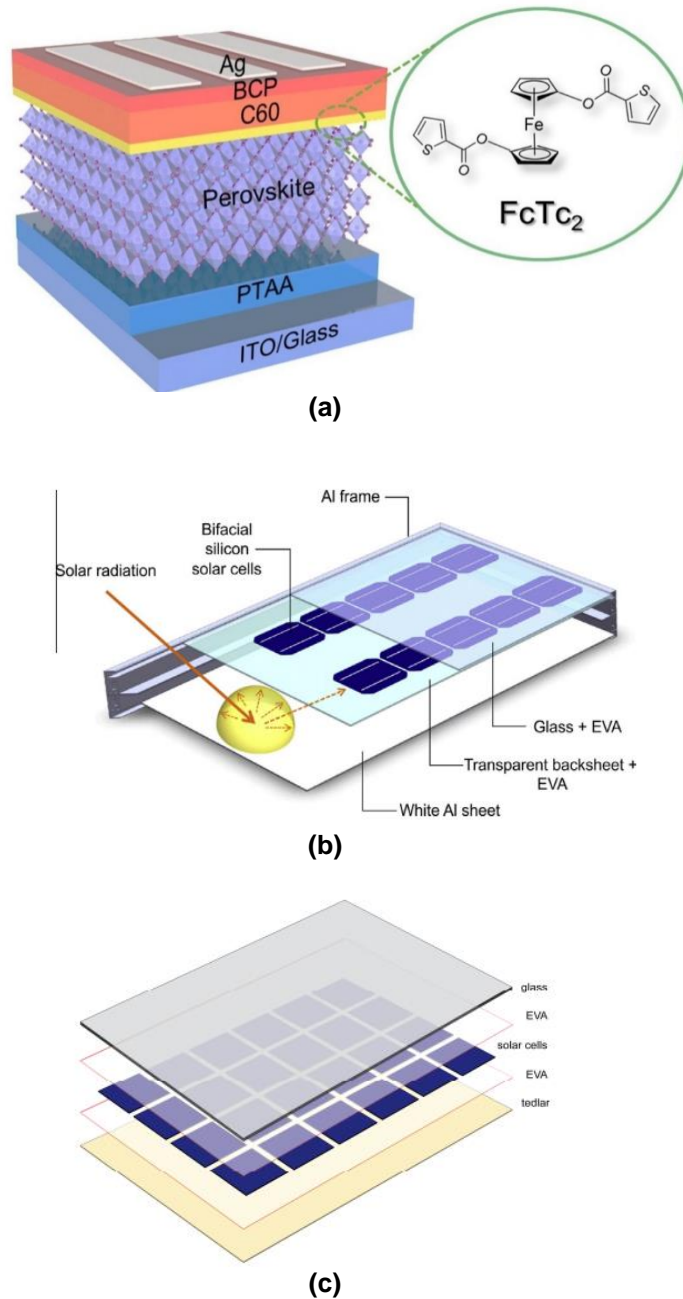 Ag
BCP
C60
Perovskite
PTAA
ITO/Glass
O
O
S
Fe
S
O
O
FcTc₂
(a)
Al frame
Bifacial
silicon
solar cells
Solar radiation
Glass + EVA
Transparent backsheet +
EVA
White Al sheet
(b)
glass
EVA
solar cells
EVA
tedlar
(c)